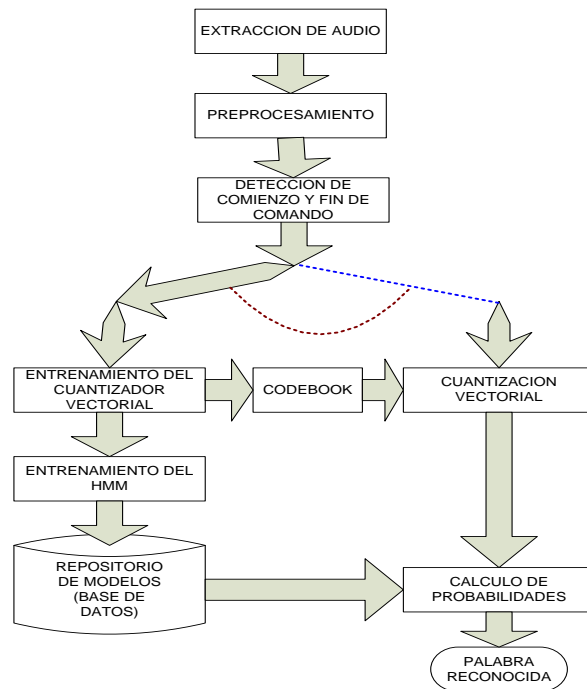 EXTRACCION DE AUDIO
PREPROCESAMIENTO
DETECCION DE
COMIENZO Y FIN DE
COMANDO
ENTRENAMIENTO DEL
CUANTIZADOR
VECTORIAL
CODEBOOK
CUANTIZACION
VECTORIAL
ENTRENAMIENTO DEL
HMM
REPOSITORIO
DE MODELOS
(BASE DE
DATOS)
CALCULO DE
PROBABILIDADES
PALABRA
RECONOCIDA